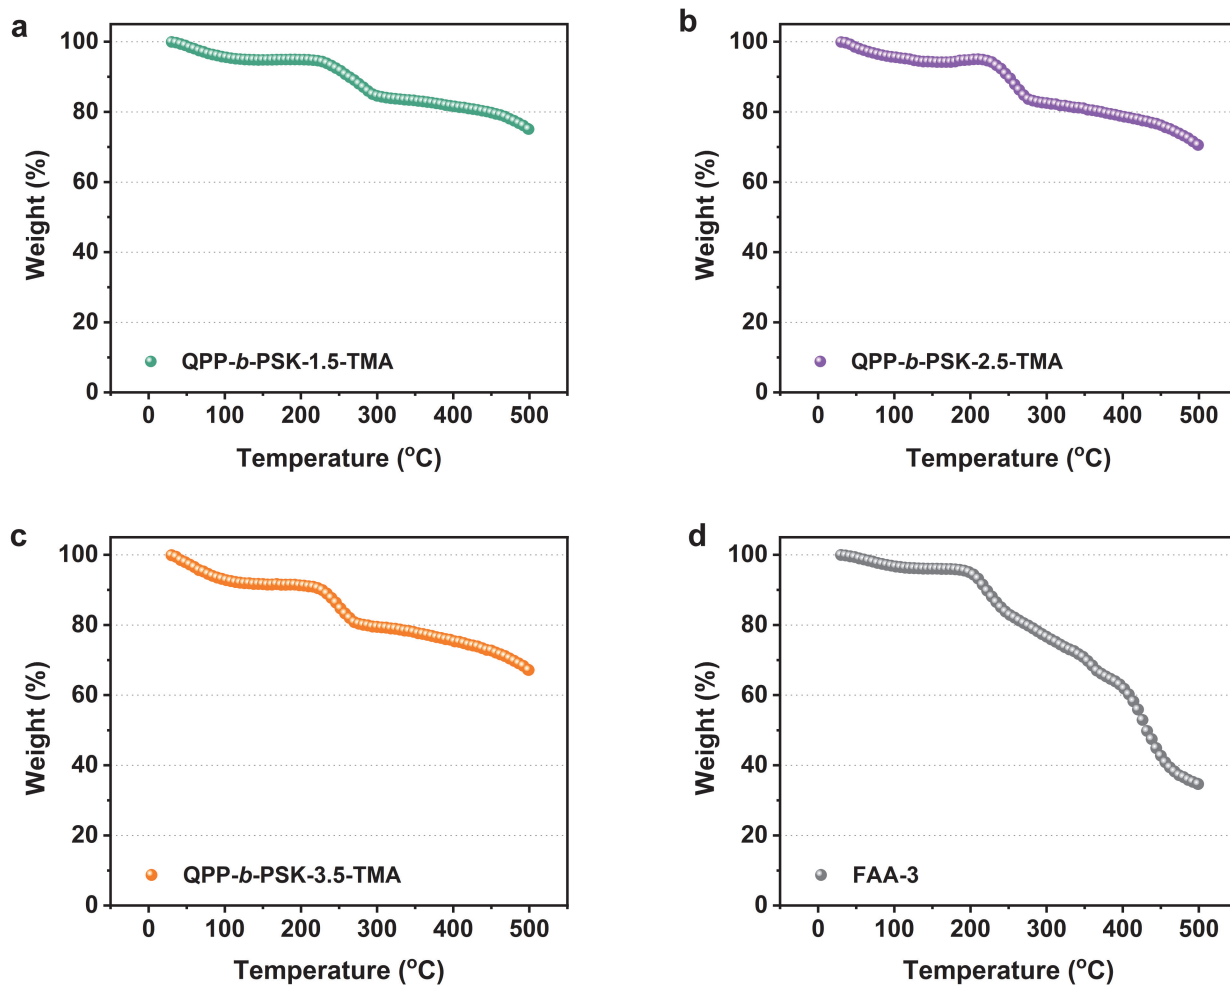 a
100
80
60
40
20
0
Weight (%)
QPP-b-PSK-1.5-TMA
0 100 200 300 400 500
Temperature (°C)
b
100
80
60
40
20
0
Weight (%)
QPP-b-PSK-2.5-TMA
0 100 200 300 400 500
Temperature (°C)
c
100
80
60
40
20
0
Weight (%)
QPP-b-PSK-3.5-TMA
0 100 200 300 400 500
Temperature (°C)
d
100
80
60
40
20
0
Weight (%)
FAA-3
0 100 200 300 400 500
Temperature (°C)